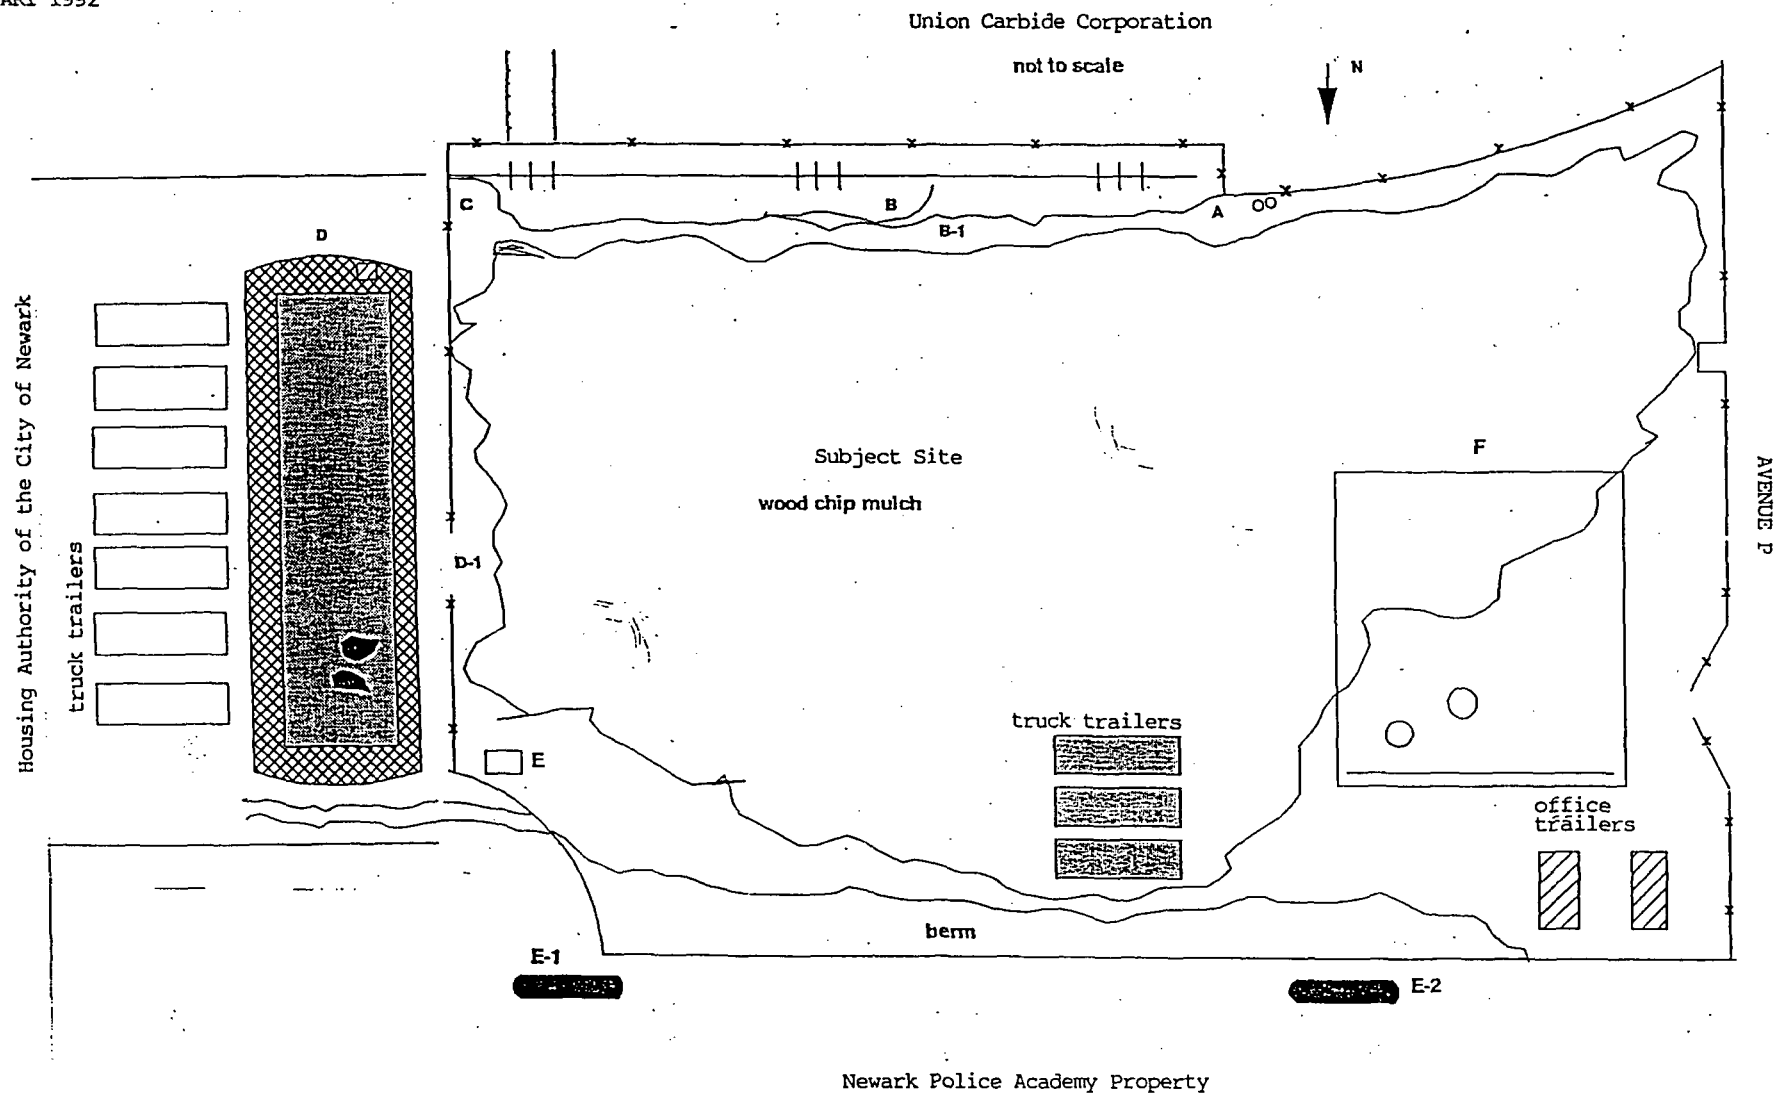 1992
Union Carbide Corporation
not to scale
N
C
B
A
B-1
D
Housing Authority of the City of Newark
truck trailers
Subject Site
wood chip mulch
F
AVENUE P
D-1
truck trailers
E
office
trailers
berm
E-1
E-2
Newark Police Academy Property